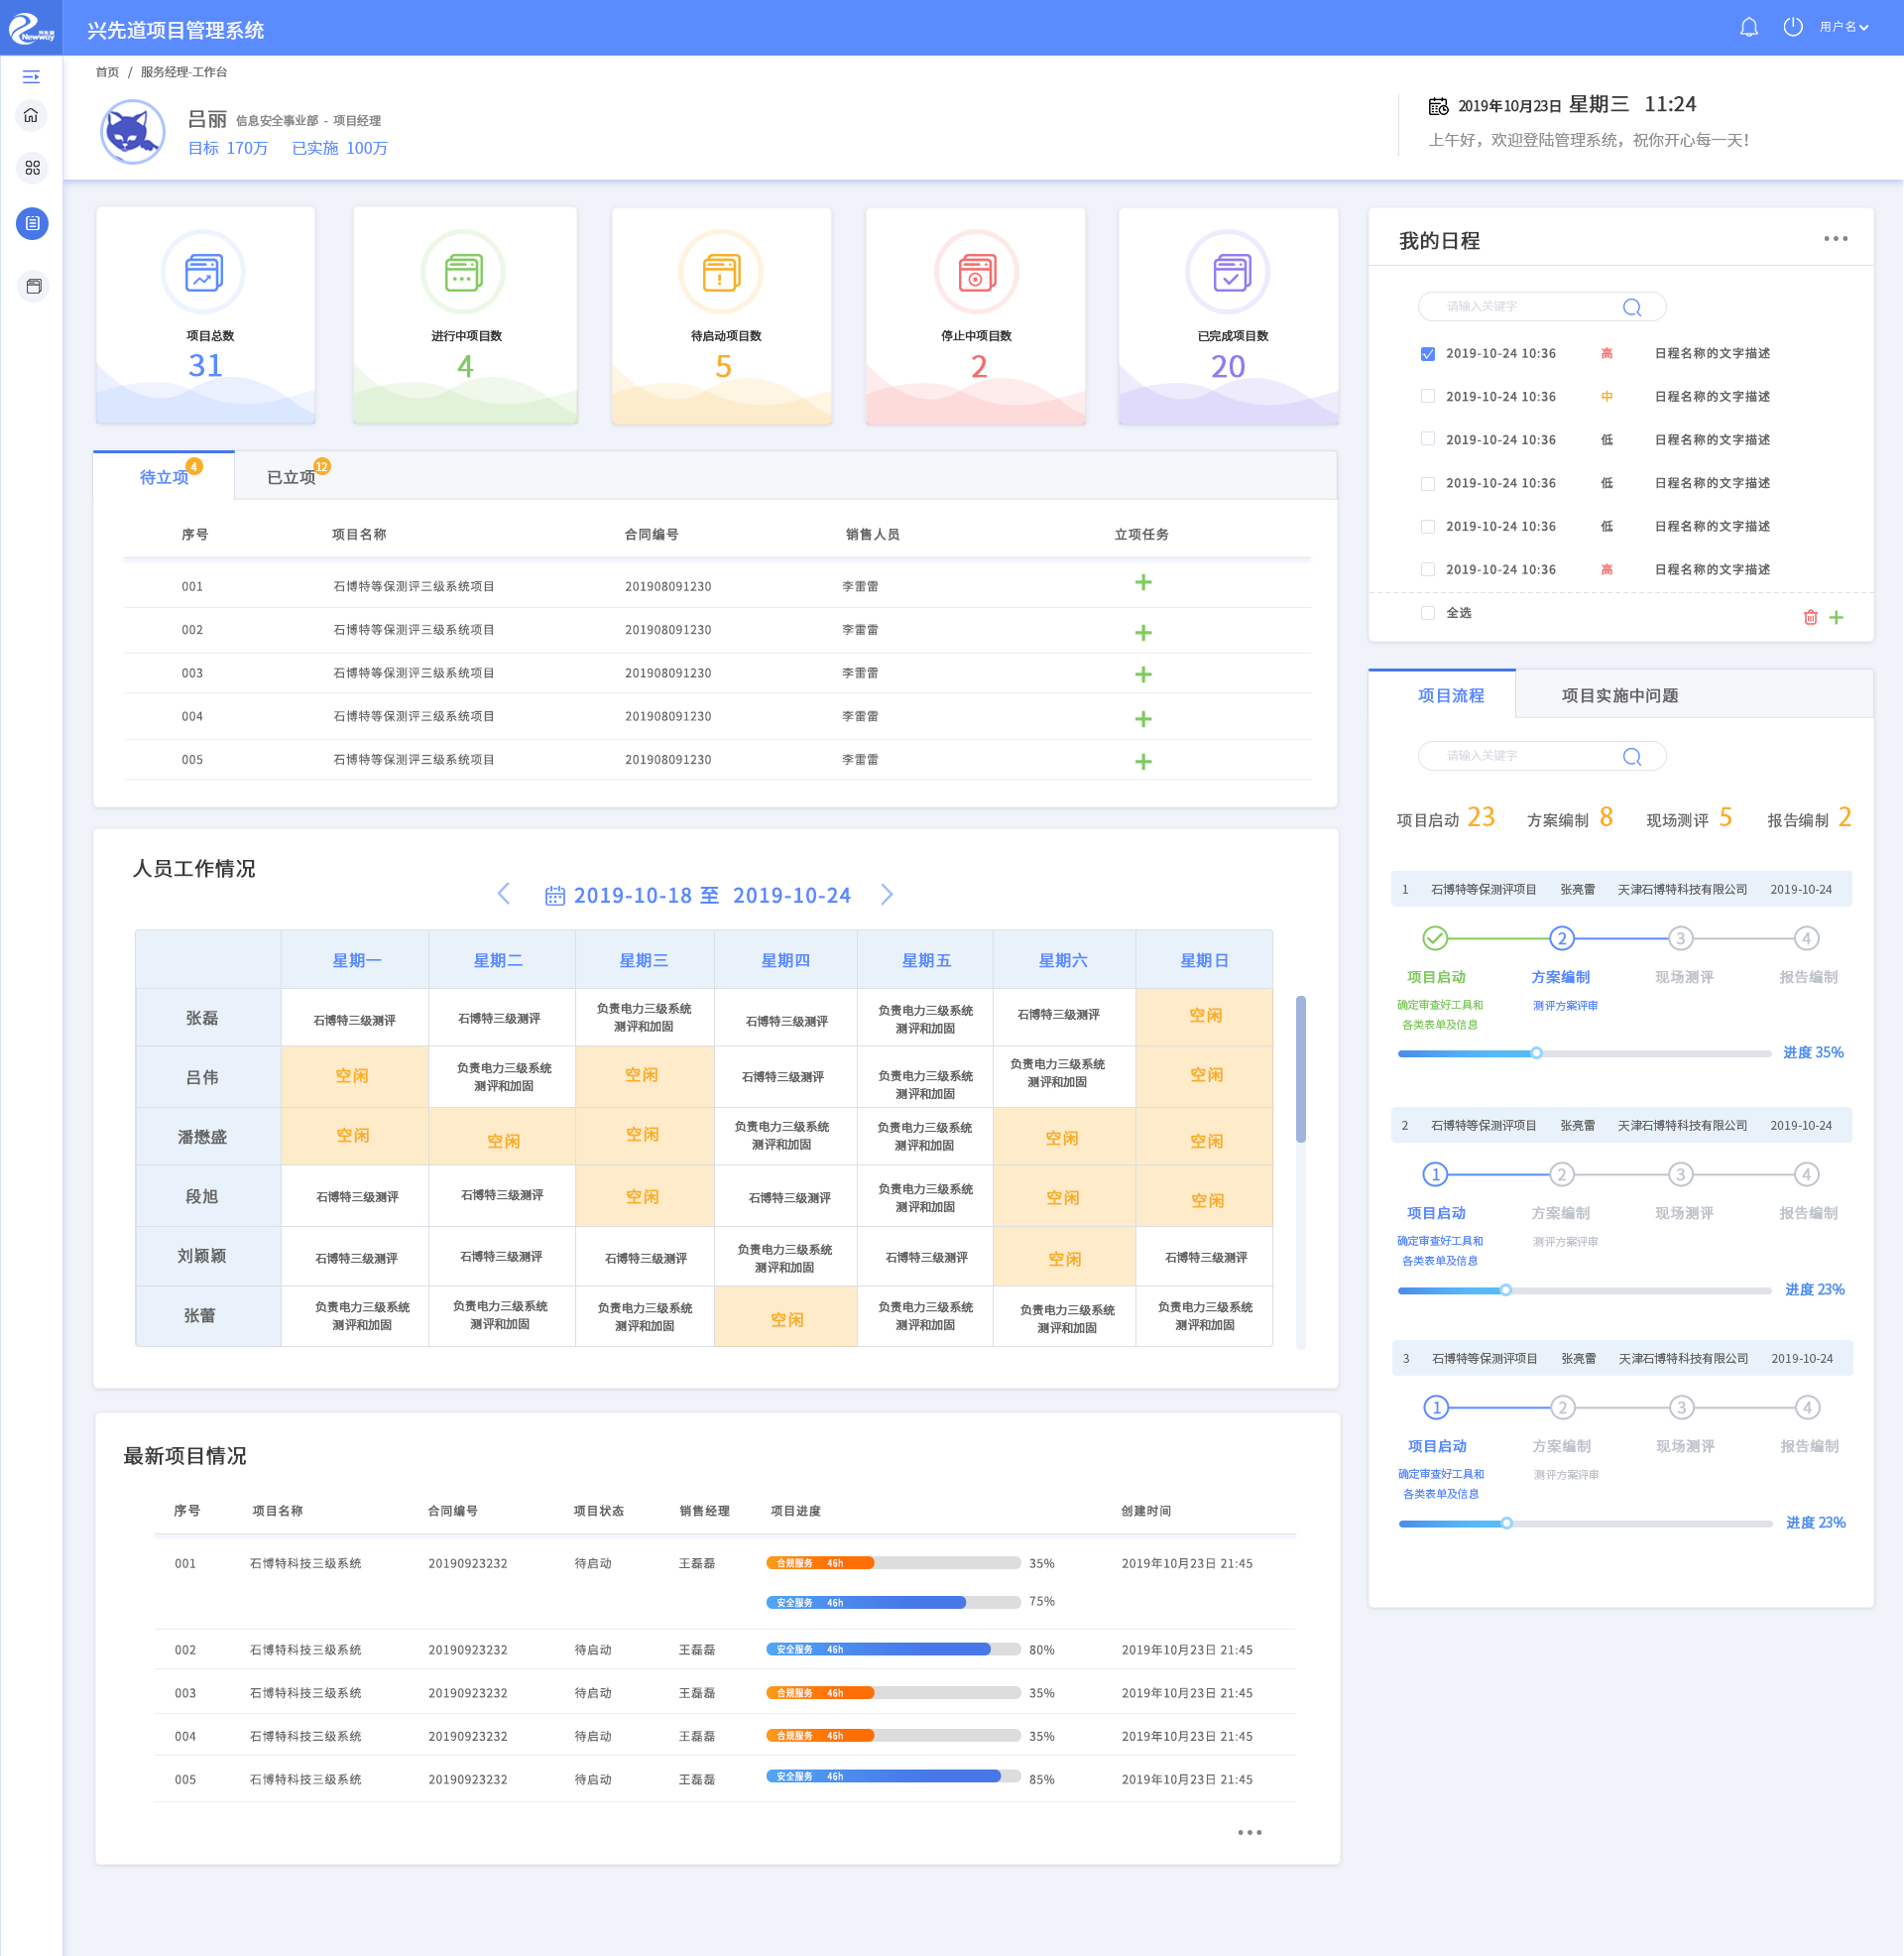 Newway 兴先道
兴先道项目管理系统
用户名
首页 / 服务经理-工作台
吕丽 信息安全事业部 - 项目经理
目标 170万 已实施 100万
2019年10月23日 星期三 11:24
上午好，欢迎登陆管理系统，祝你开心每一天！
项目总数
31
进行中项目数
4
待启动项目数
5
停止中项目数
2
已完成项目数
20
待立项 4 已立项 12
序号 项目名称 合同编号 销售人员 立项任务
001 石博特等保测评三级系统项目 201908091230 李雷雷
002 石博特等保测评三级系统项目 201908091230 李雷雷
003 石博特等保测评三级系统项目 201908091230 李雷雷
004 石博特等保测评三级系统项目 201908091230 李雷雷
005 石博特等保测评三级系统项目 201908091230 李雷雷
人员工作情况
2019-10-18 至 2019-10-24
星期一 星期二 星期三 星期四 星期五 星期六 星期日
张磊 石博特三级测评 石博特三级测评 负责电力三级系统测评和加固 石博特三级测评 负责电力三级系统测评和加固 石博特三级测评 空闲
吕伟 空闲 负责电力三级系统测评和加固 空闲 石博特三级测评 负责电力三级系统测评和加固 负责电力三级系统测评和加固 空闲
潘懋盛 空闲 空闲 空闲 负责电力三级系统测评和加固 负责电力三级系统测评和加固 空闲 空闲
段旭 石博特三级测评 石博特三级测评 空闲 石博特三级测评 负责电力三级系统测评和加固 空闲 空闲
刘颖颖 石博特三级测评 石博特三级测评 石博特三级测评 负责电力三级系统测评和加固 石博特三级测评 空闲 石博特三级测评
张蕾 负责电力三级系统测评和加固 负责电力三级系统测评和加固 负责电力三级系统测评和加固 空闲 负责电力三级系统测评和加固 负责电力三级系统测评和加固 负责电力三级系统测评和加固
最新项目情况
序号 项目名称 合同编号 项目状态 销售经理 项目进度 创建时间
001 石博特科技三级系统 20190923232 待启动 王磊磊 合规服务 46h 35% 2019年10月23日 21:45
安全服务 46h 75%
002 石博特科技三级系统 20190923232 待启动 王磊磊 安全服务 46h 80% 2019年10月23日 21:45
003 石博特科技三级系统 20190923232 待启动 王磊磊 合规服务 46h 35% 2019年10月23日 21:45
004 石博特科技三级系统 20190923232 待启动 王磊磊 合规服务 46h 35% 2019年10月23日 21:45
005 石博特科技三级系统 20190923232 待启动 王磊磊 安全服务 46h 85% 2019年10月23日 21:45
我的日程
请输入关键字
2019-10-24 10:36 高 日程名称的文字描述
2019-10-24 10:36 中 日程名称的文字描述
2019-10-24 10:36 低 日程名称的文字描述
2019-10-24 10:36 低 日程名称的文字描述
2019-10-24 10:36 低 日程名称的文字描述
2019-10-24 10:36 高 日程名称的文字描述
全选
项目流程 项目实施中问题
请输入关键字
项目启动 23 方案编制 8 现场测评 5 报告编制 2
1 石博特等保测评项目 张亮雷 天津石博特科技有限公司 2019-10-24
2 3 4
项目启动 方案编制 现场测评 报告编制
确定审查好工具和 测评方案评审
各类表单及信息
进度 35%
2 石博特等保测评项目 张亮雷 天津石博特科技有限公司 2019-10-24
1 2 3 4
项目启动 方案编制 现场测评 报告编制
确定审查好工具和 测评方案评审
各类表单及信息
进度 23%
3 石博特等保测评项目 张亮雷 天津石博特科技有限公司 2019-10-24
1 2 3 4
项目启动 方案编制 现场测评 报告编制
确定审查好工具和 测评方案评审
各类表单及信息
进度 23%